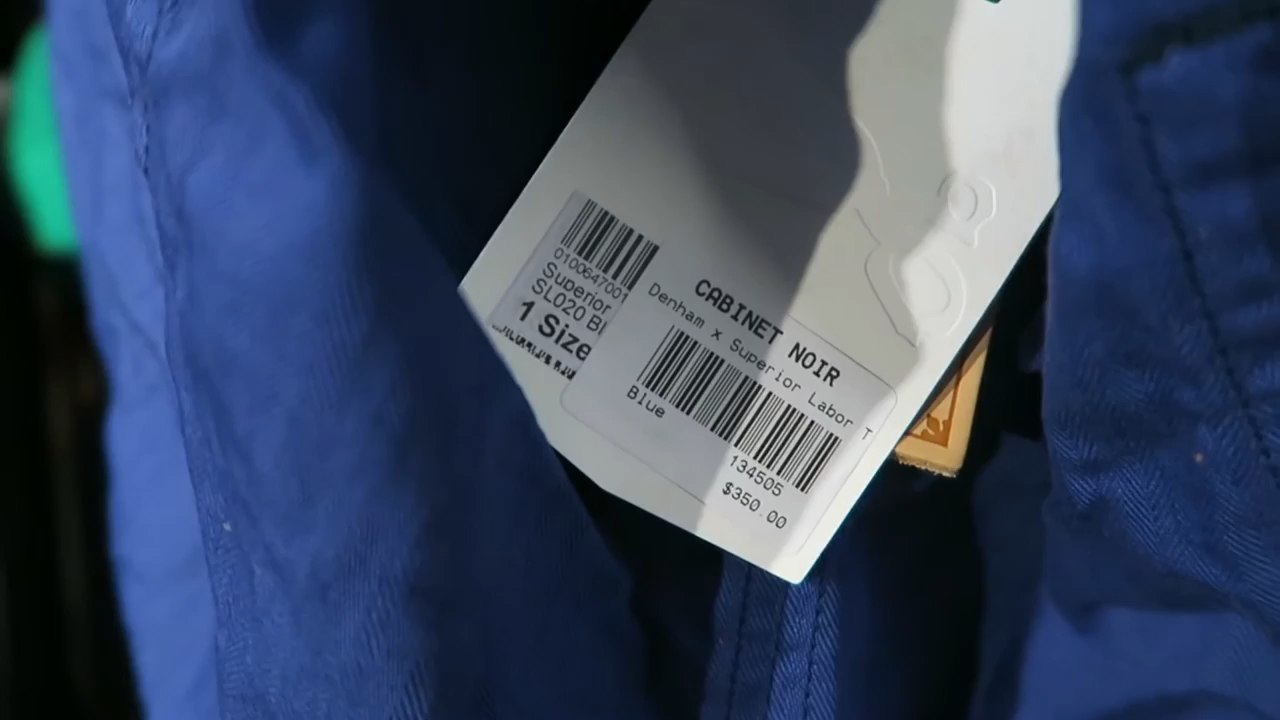 0100647001
Superior
SL020 Bl
1 Size
CABINET NOIR
Denham x Superior Labor T
Blue
134505
$350.00